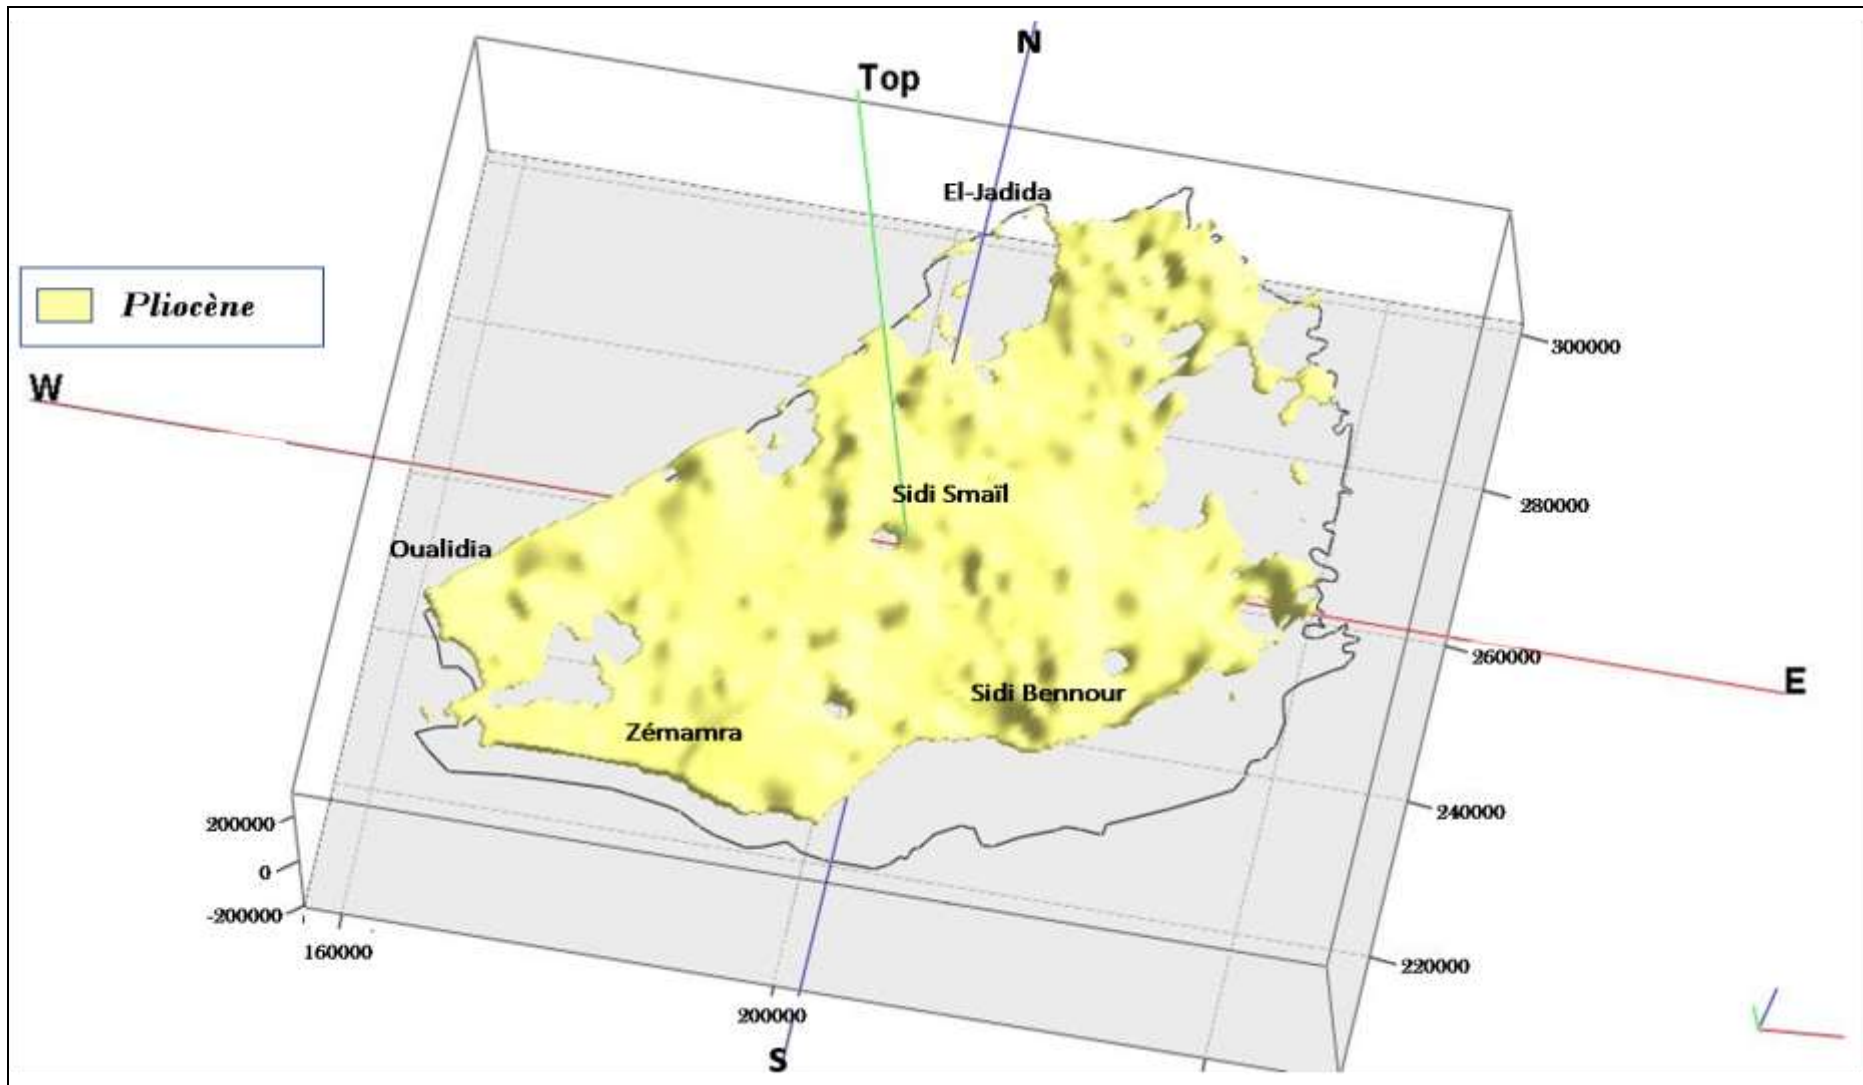 N
Top
El-Jadida
Pliocène
300000
W
Sidi Smaïl
280000
Oualidia
260000
E
Sidi Bennour
Zémamra
240000
200000
0
-200000
160000
220000
200000
S